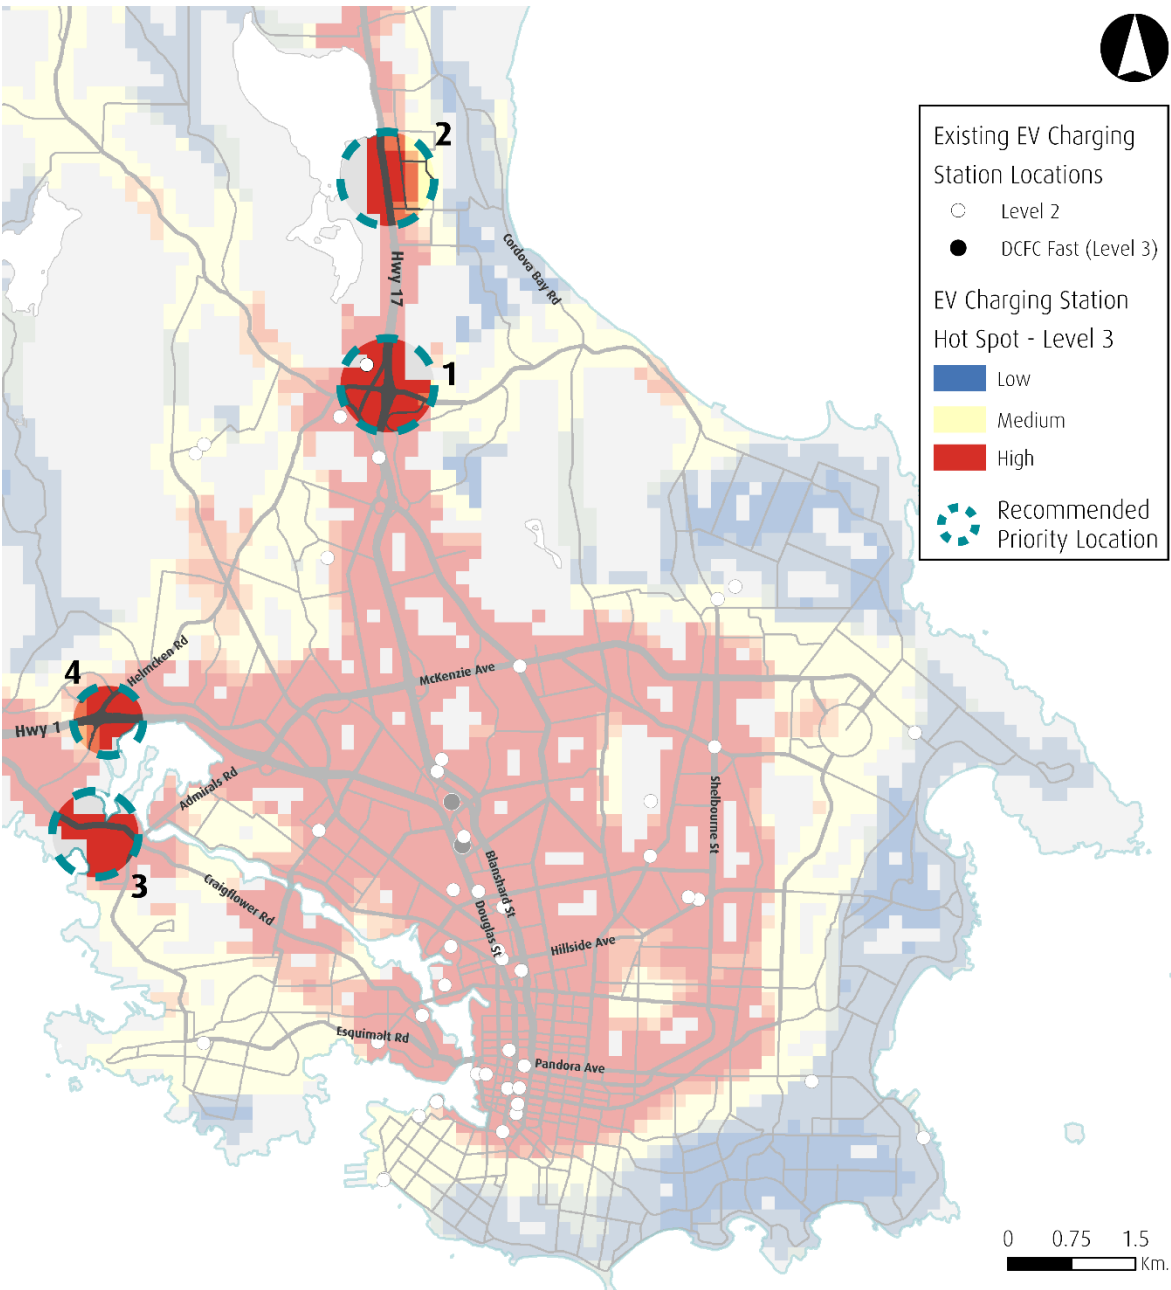 2
Existing EV Charging
Station Locations
Level 2
DCFC Fast (Level 3)
EV Charging Station
Hot Spot - Level 3
Low
Medium
High
Recommended
Priority Location
Cordova Bay Rd
Hwy 17
1
Helmcken Rd
4
McKenzie Ave
Hwy 1
Admirals Rd
Shelbourne St
3
Craigflower Rd
Blanshard St
Douglas St
Hillside Ave
Esquimalt Rd
Pandora Ave
0 0.75 1.5
Km.